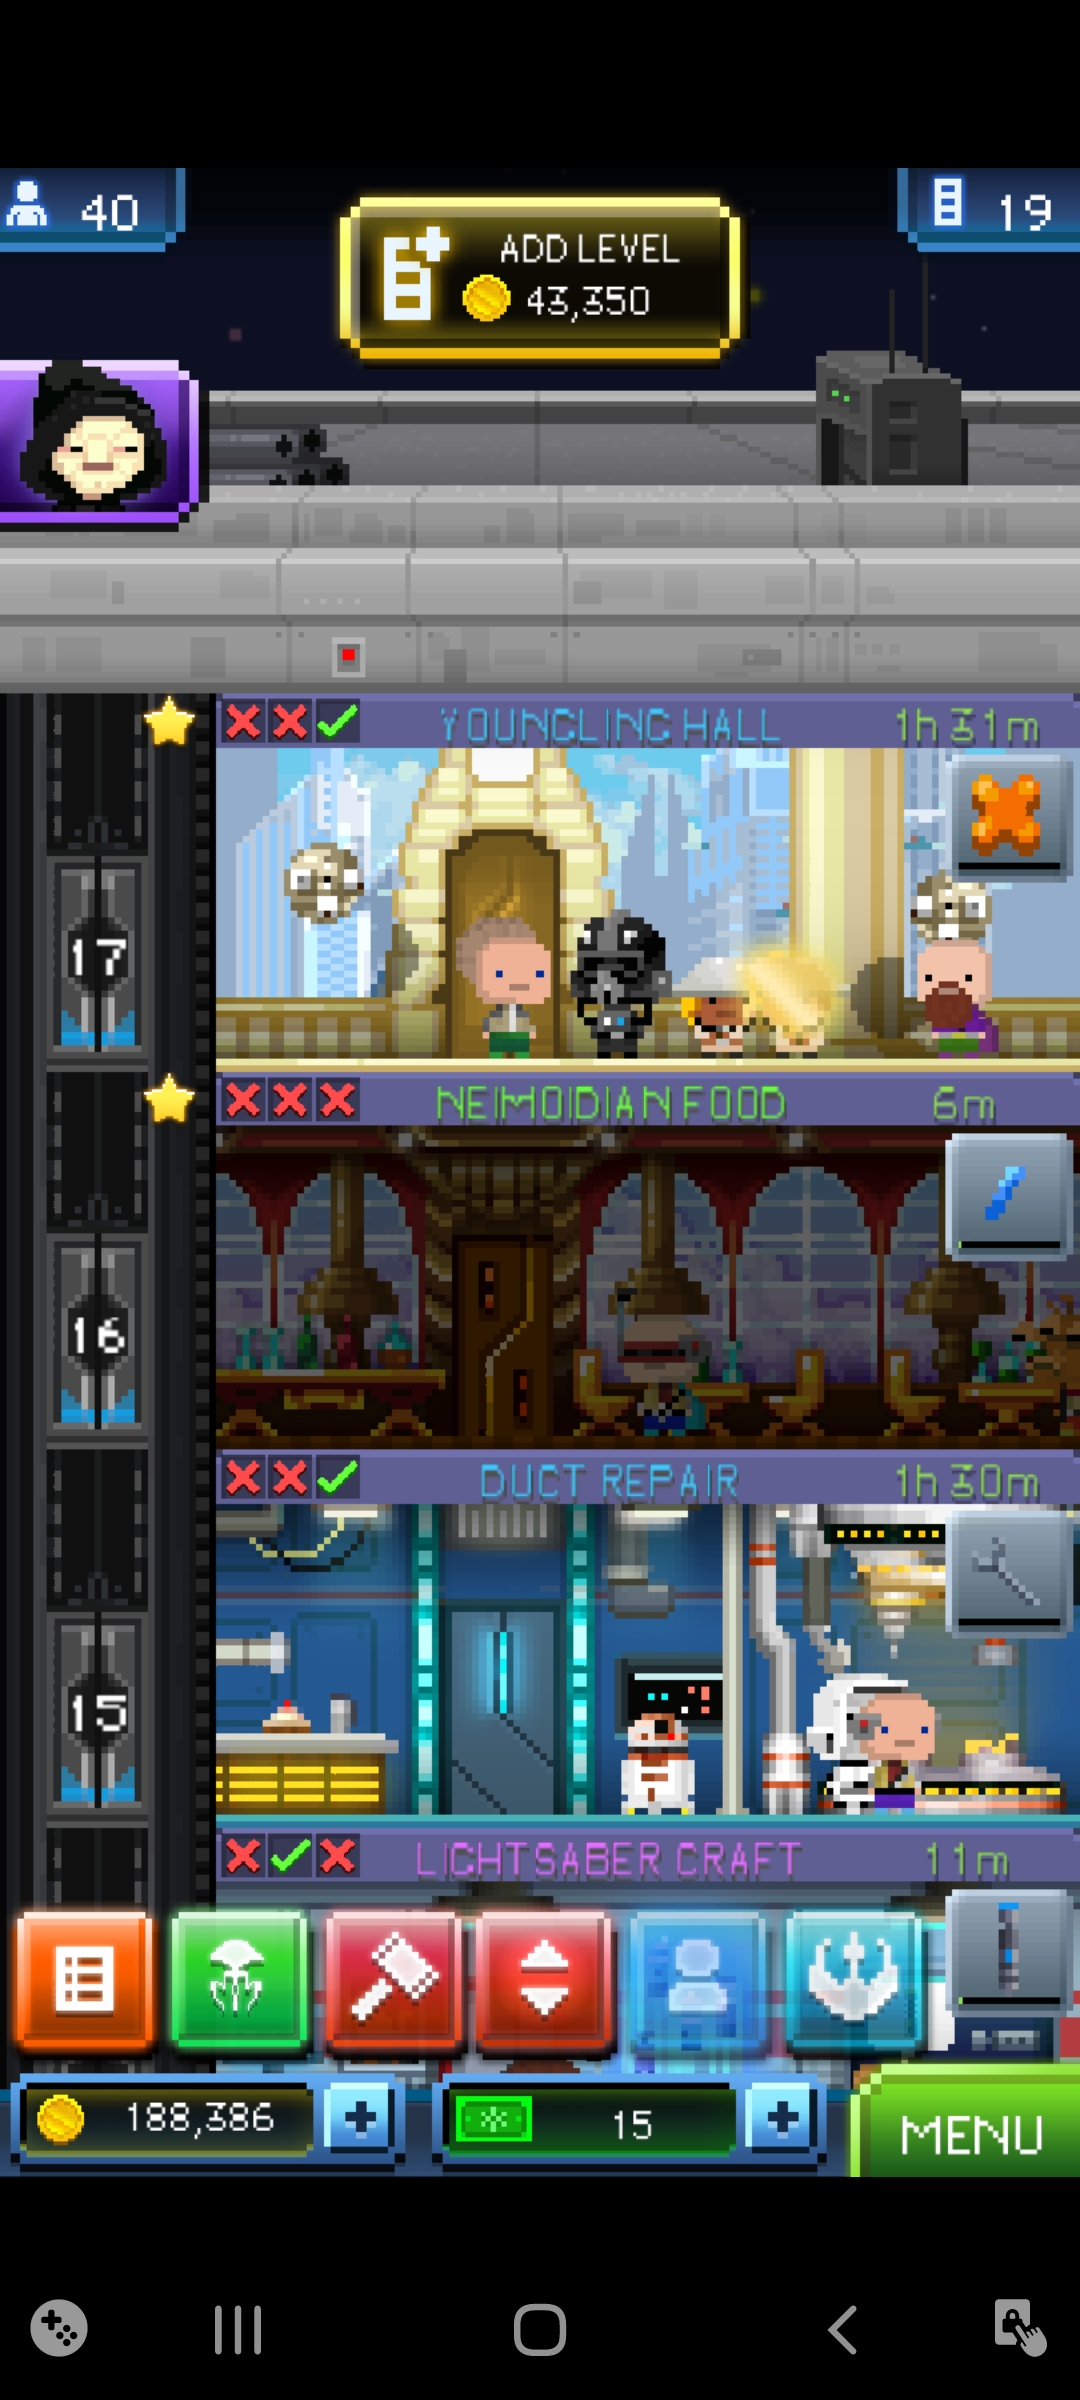 40
ADD LEVEL
43,350
19
YOUNGLING HALL 1h 31m
17
NEIMOIDIAN FOOD 6m
16
DUCT REPAIR 1h 30m
15
LIGHTSABER CRAFT 11m
188,386
15
MENU